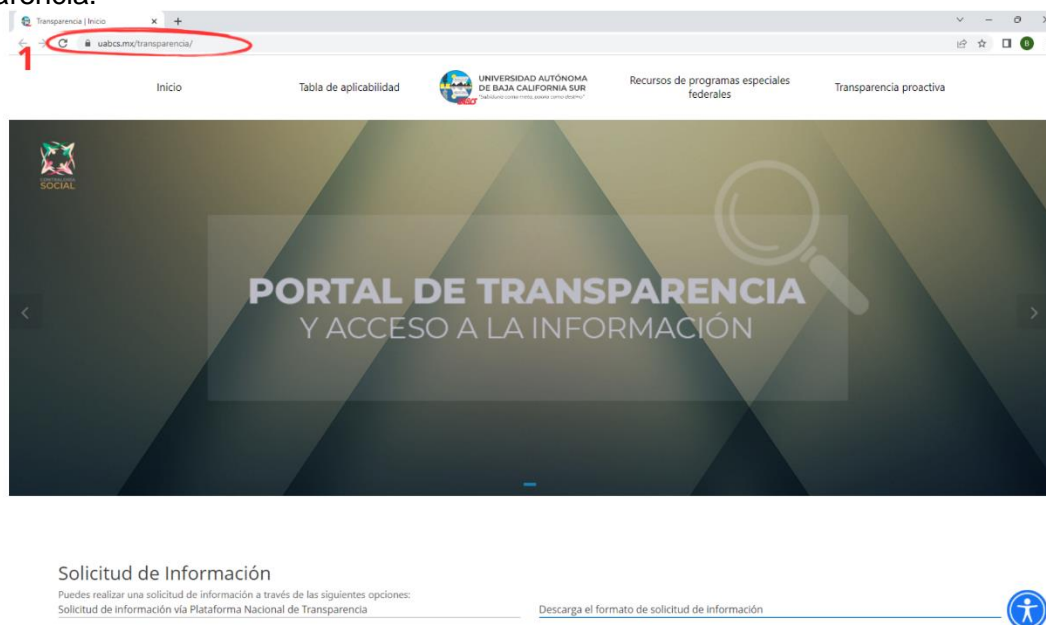 arencia.
Transparencia | Inicio
1
uabcs.mx/transparencia/
B
Inicio
Tabla de aplicabilidad
UNIVERSIDAD AUTÓNOMA
DE BAJA CALIFORNIA SUR
Recursos de programas especiales
federales
Transparencia proactiva
SOCIAL
PORTAL DE TRANSPARENCIA
Y ACCESO A LA INFORMACIÓN
Solicitud de Información
Puedes realizar una solicitud de información a través de las siguientes opciones:
Solicitud de información vía Plataforma Nacional de Transparencia
Descarga el formato de solicitud de información